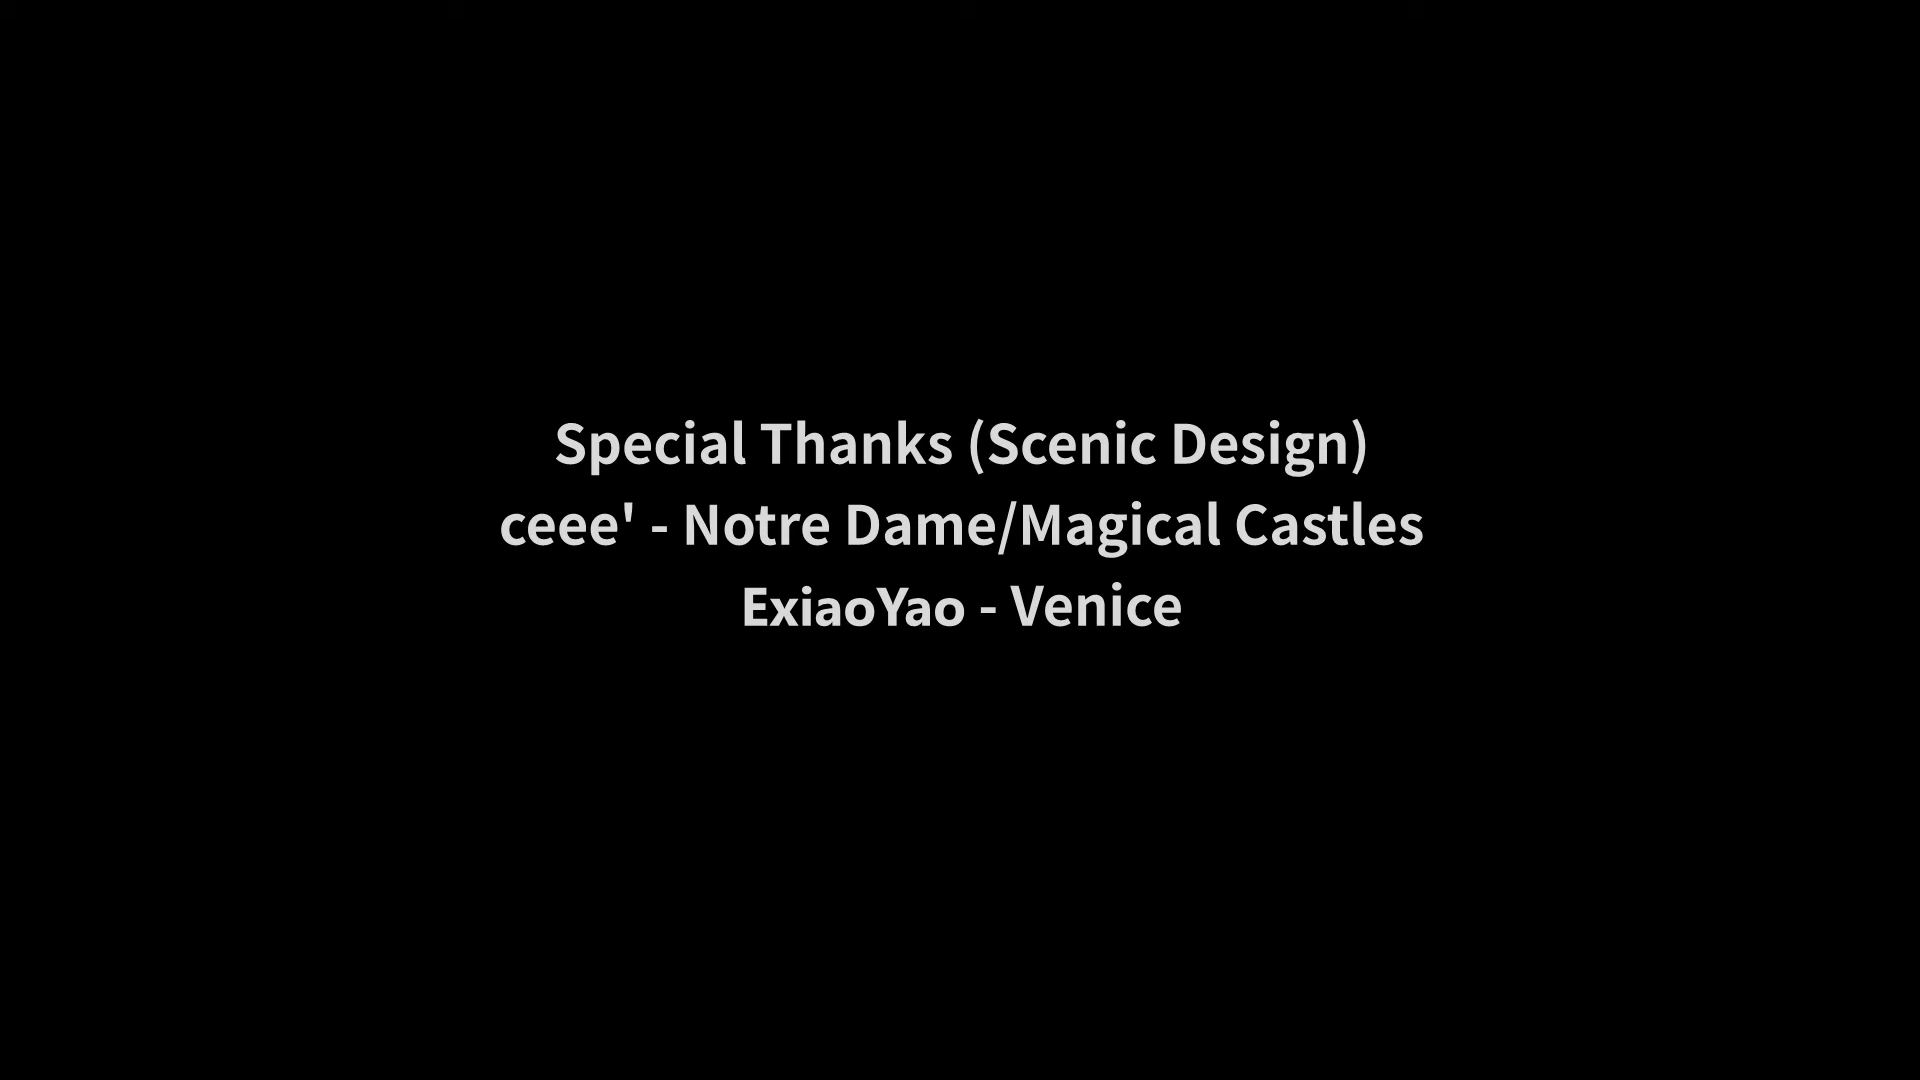 Special Thanks (Scenic Design)
ceee' - Notre Dame/Magical Castles
ExiaoYao - Venice